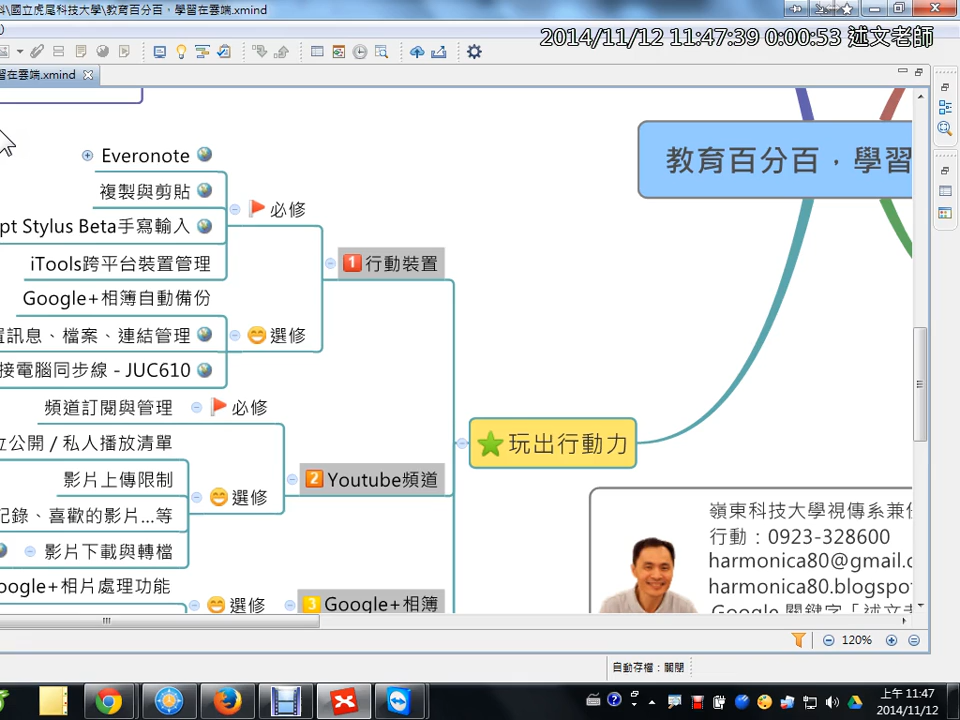 \國立虎尾科技大學\教育百分百，學習在雲端.xmind
2014/11/12 11:47:39 0:00:53 述文老師
習在雲端.xmind
教育百分百，學習
Everonote
複製與剪貼
pt Stylus Beta手寫輸入
iTools跨平台裝置管理
必修
1 行動裝置
Google+相簿自動備份
訊息、檔案、連結管理
接電腦同步線 - JUC610
選修
頻道訂閱與管理
必修
公開 / 私人播放清單
影片上傳限制
記錄、喜歡的影片...等
影片下載與轉檔
選修
2 Youtube頻道
玩出行動力
oogle+相片處理功能
選修
3 Google+相簿
嶺東科技大學視傳系兼任
行動：0923-328600
harmonica80@gmail.c
harmonica80.blogspo
Google 關鍵字「述文老
120%
自動存檔：關閉
上午 11:47
2014/11/12